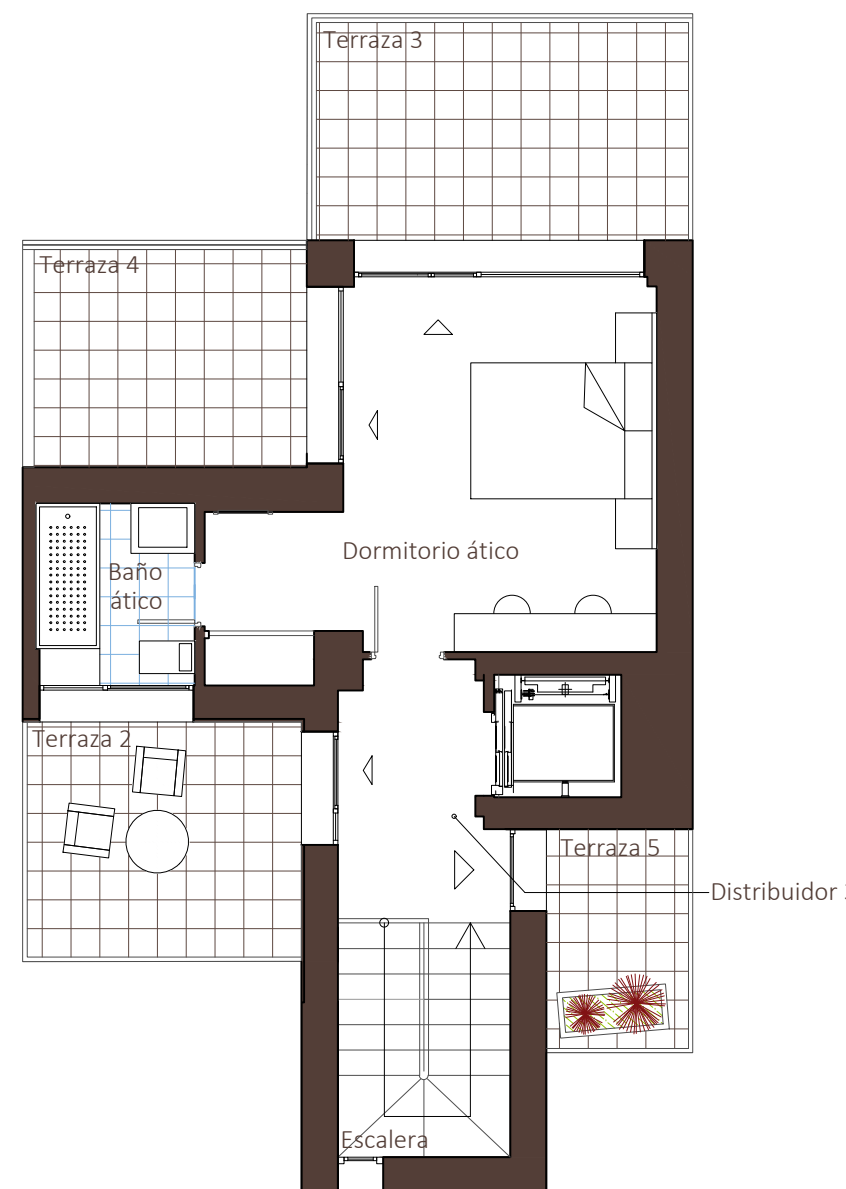 Terraza 3
Terraza 4
Dormitorio ático
Baño
ático
Terraza 2
Terraza 5
Distribuidor
Escalera